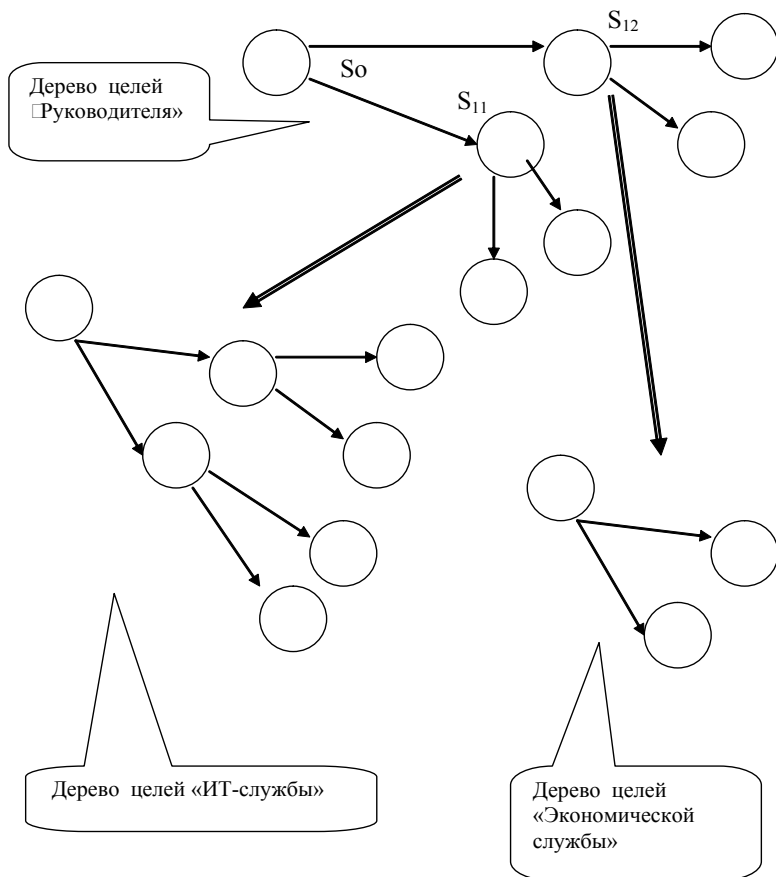 S12
So
Дерево целей
□Руководителя»
S11
Дерево целей «ИТ-службы»
Дерево целей
«Экономической
службы»